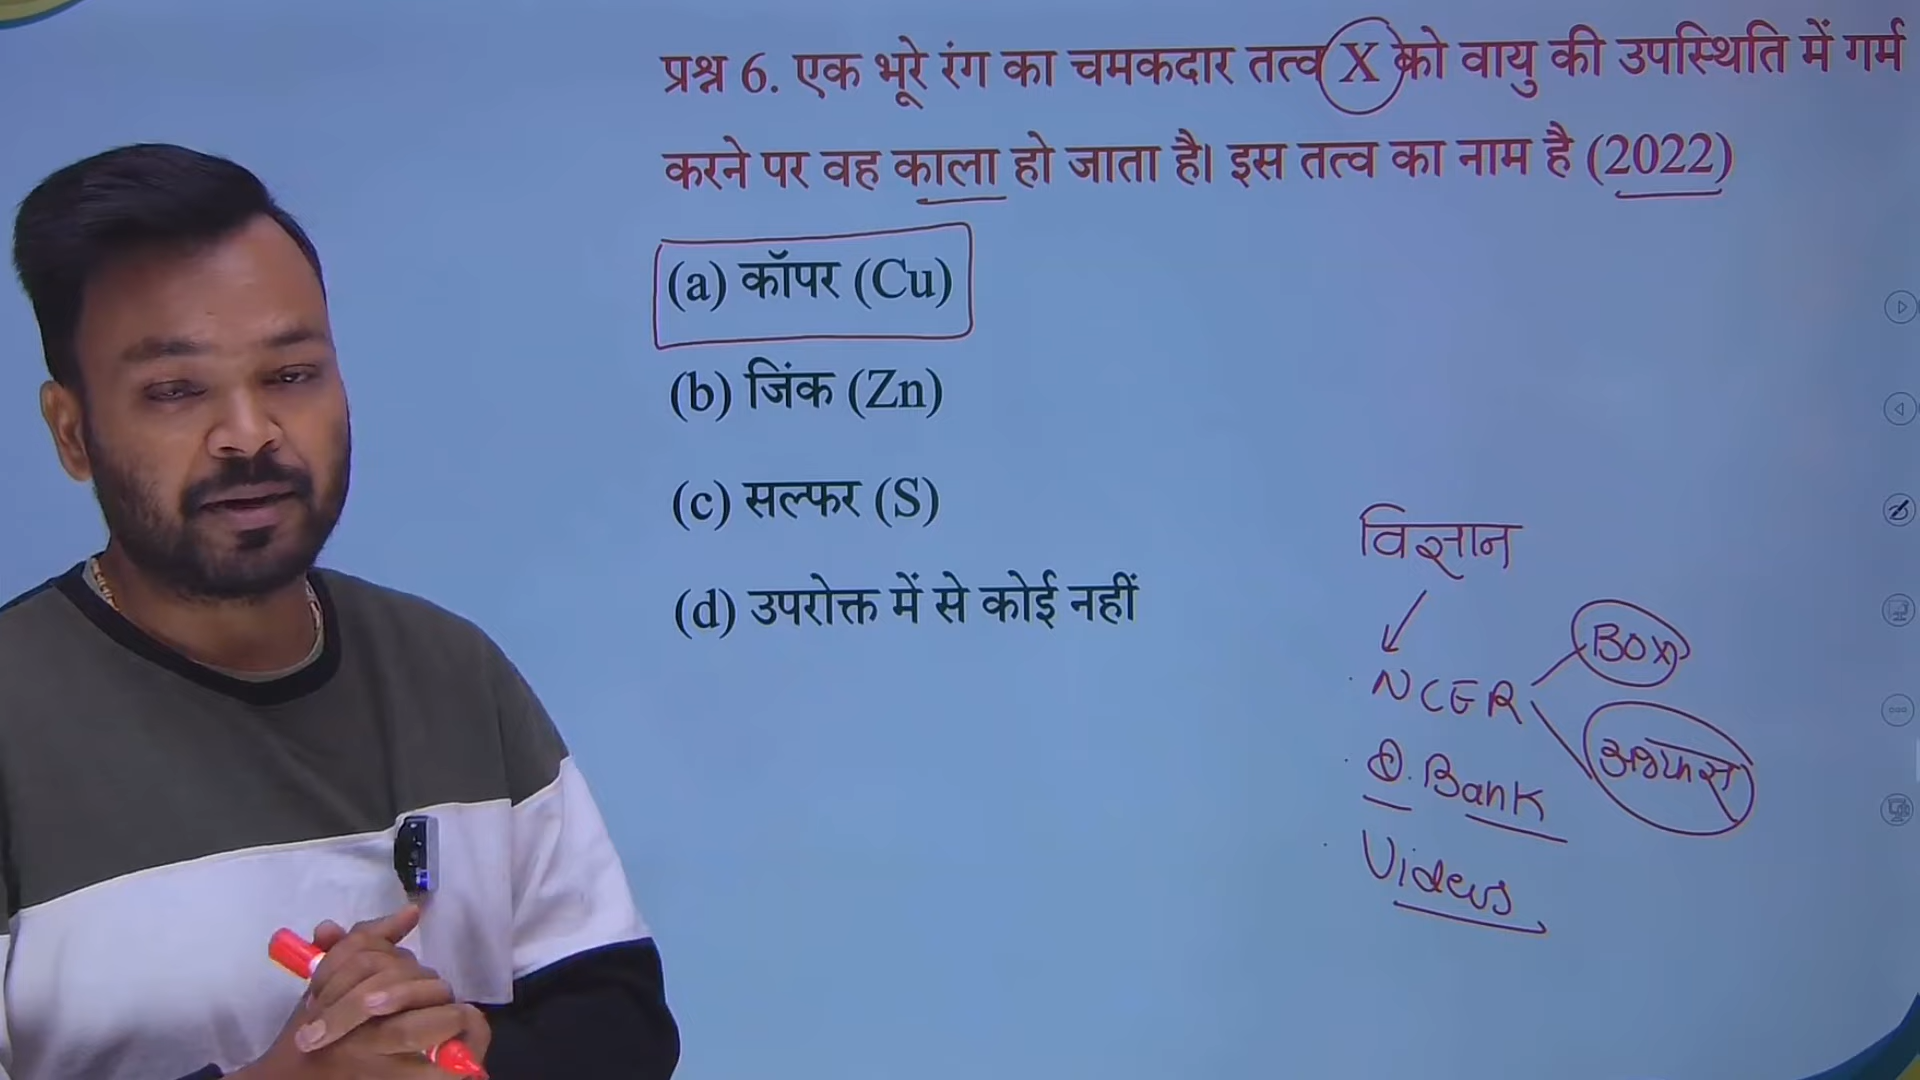 प्रश्न 6. एक भूरे रंग का चमकदार तत्व X को वायु की उपस्थिति में गर्म
करने पर वह काला हो जाता है। इस तत्व का नाम है (2022)
(a) कॉपर (Cu)
(b) जिंक (Zn)
(c) सल्फर (S)
(d) उपरोक्त में से कोई नहीं
विज्ञान
NCER
Box
Q. Bank
Videos